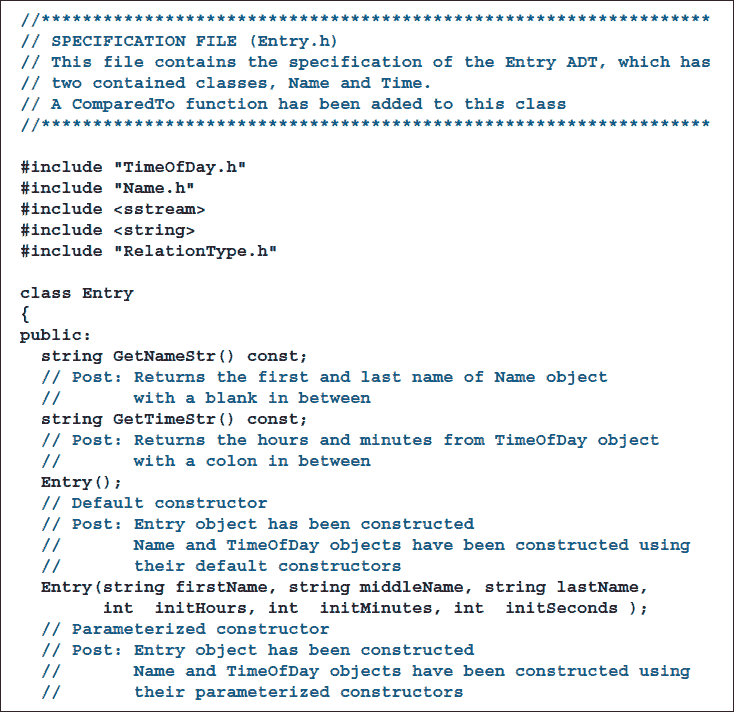 //*****************************************************************
// SPECIFICATION FILE (Entry.h)
// This file contains the specification of the Entry ADT, which has
// two contained classes, Name and Time.
// A ComparedTo function has been added to this class
//*****************************************************************

#include "TimeOfDay.h"
#include "Name.h"
#include <sstream>
#include <string>
#include "RelationType.h"

class Entry
{
public:
  string GetNameStr() const;
  // Post: Returns the first and last name of Name object
  //       with a blank in between
  string GetTimeStr() const;
  // Post: Returns the hours and minutes from TimeOfDay object
  //       with a colon in between
  Entry();
  // Default constructor
  // Post: Entry object has been constructed
  //       Name and TimeOfDay objects have been constructed using
  //       their default constructors
  Entry(string firstName, string middleName, string lastName,
        int  initHours, int  initMinutes, int  initSeconds );
  // Parameterized constructor
  // Post: Entry object has been constructed
  //       Name and TimeOfDay objects have been constructed using
  //       their parameterized constructors